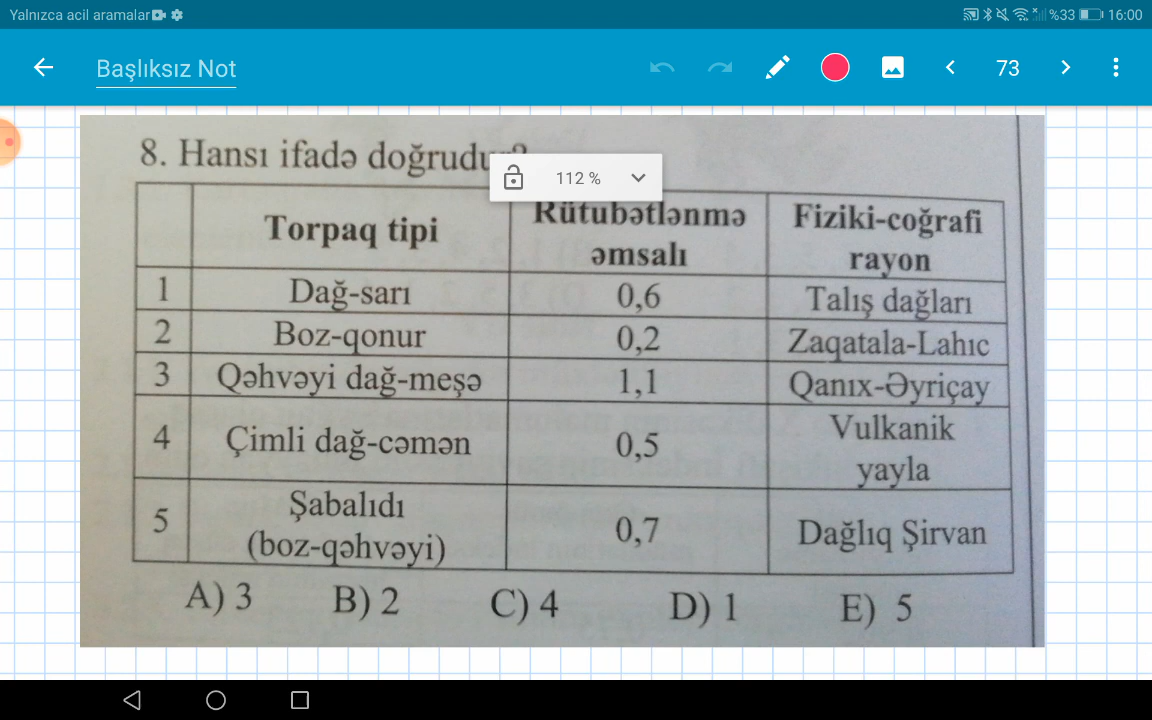 Yalnızca acil aramalar
%33 16:00
Başlıksız Not
73
8. Hansı ifadə doğrudur?
112 %
Torpaq tipi
Rütubətlənmə əmsalı
Fiziki-coğrafi rayon
1 Dağ-sarı 0,6 Talış dağları
2 Boz-qonur 0,2 Zaqatala-Lahıc
3 Qəhvəyi dağ-meşə 1,1 Qanıx-Əyriçay
4 Çimli dağ-cəmən 0,5 Vulkanik yayla
5 Şabalıdı (boz-qəhvəyi) 0,7 Dağlıq Şirvan
A) 3 B) 2 C) 4 D) 1 E) 5